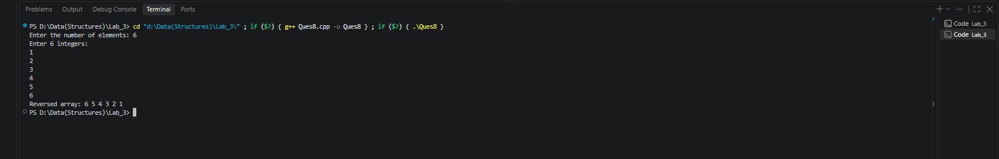 Problems Output Debug Console Terminal Ports
PS D:\Data(Structures)\Lab_3> cd "d:\Data(Structures)\Lab_3\" ; if ($?) { g++ Ques8.cpp -o Ques8 } ; if ($?) { .\Ques8 }
Enter the number of elements: 6
Enter 6 integers:
1
2
3
4
5
6
Reversed array: 6 5 4 3 2 1
PS D:\Data(Structures)\Lab_3>
Code Lab_3
Code Lab_3